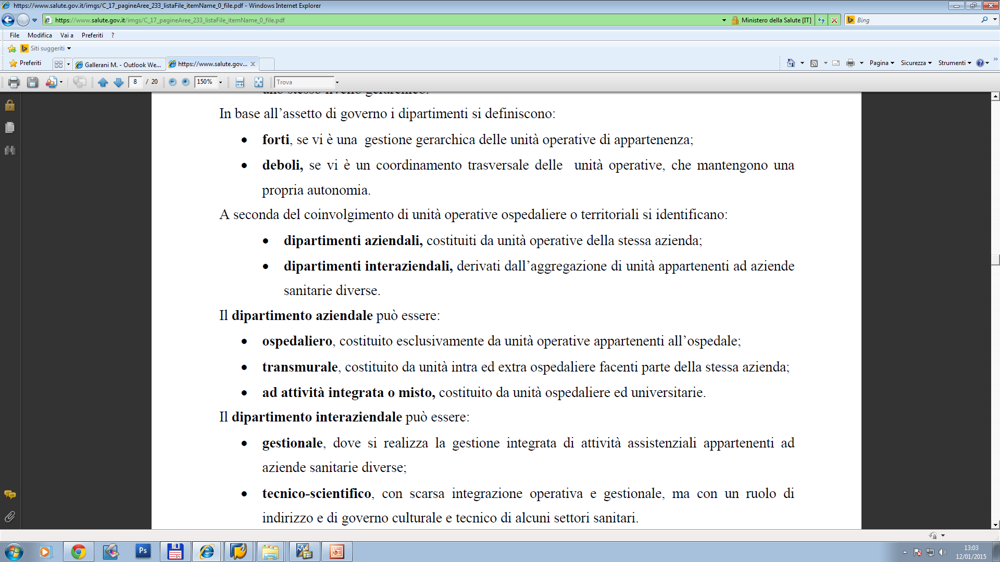 https://www.salute.gov.it/imgs/C_17_pagineAree_233_listaFile_itemName_0_file.pdf - Windows Internet Explorer
https://www.salute.gov.it/imgs/C_17_pagineAree_233_listaFile_itemName_0_file.pdf
Ministero della Salute [IT]
Bing
File Modifica Vai a Preferiti ?
Siti suggeriti
Preferiti
Gallerani M. - Outlook We...
https://www.salute.gov...
Pagina Sicurezza Strumenti
8 / 20
150%
Trova
uno stesso livello gerarchico.
In base all’assetto di governo i dipartimenti si definiscono:
• forti, se vi è una gestione gerarchica delle unità operative di appartenenza;
• deboli, se vi è un coordinamento trasversale delle unità operative, che mantengono una
propria autonomia.
A seconda del coinvolgimento di unità operative ospedaliere o territoriali si identificano:
• dipartimenti aziendali, costituiti da unità operative della stessa azienda;
• dipartimenti interaziendali, derivati dall’aggregazione di unità appartenenti ad aziende
sanitarie diverse.
Il dipartimento aziendale può essere:
• ospedaliero, costituito esclusivamente da unità operative appartenenti all’ospedale;
• transmurale, costituito da unità intra ed extra ospedaliere facenti parte della stessa azienda;
• ad attività integrata o misto, costituito da unità ospedaliere ed universitarie.
Il dipartimento interaziendale può essere:
• gestionale, dove si realizza la gestione integrata di attività assistenziali appartenenti ad
aziende sanitarie diverse;
• tecnico-scientifico, con scarsa integrazione operativa e gestionale, ma con un ruolo di
indirizzo e di governo culturale e tecnico di alcuni settori sanitari.
Ps
64
13:03
12/01/2015